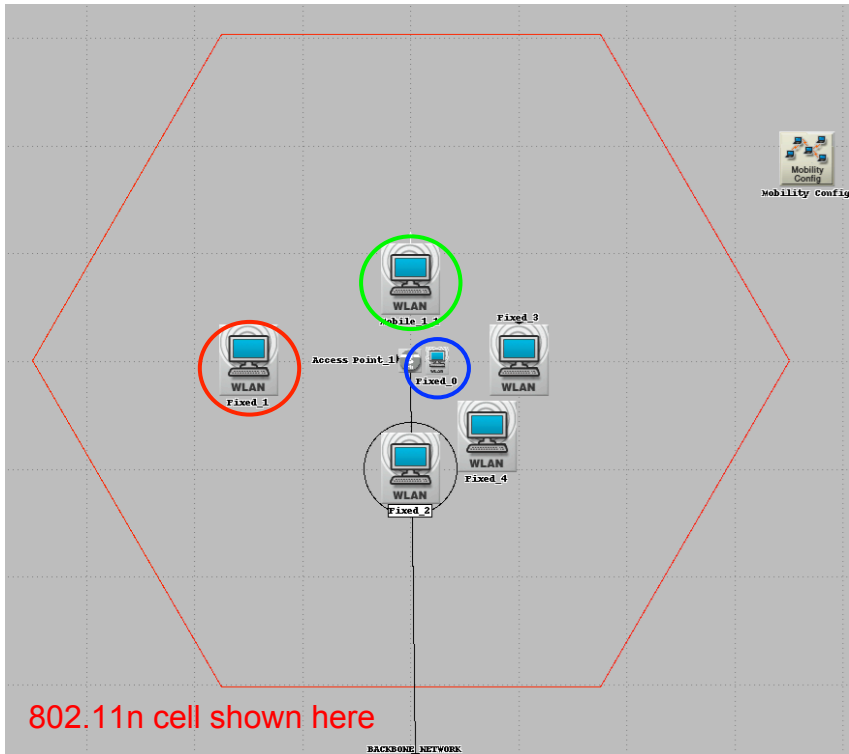 Mobility
Config
Mobility Config
WLAN
Mobile_1_1
Fixed_3
Access Point_1
WLAN
Fixed_1
Fixed_0
WLAN
WLAN
Fixed_4
WLAN
Fixed_2
802.11n cell shown here
BACKBONE_NETWORK